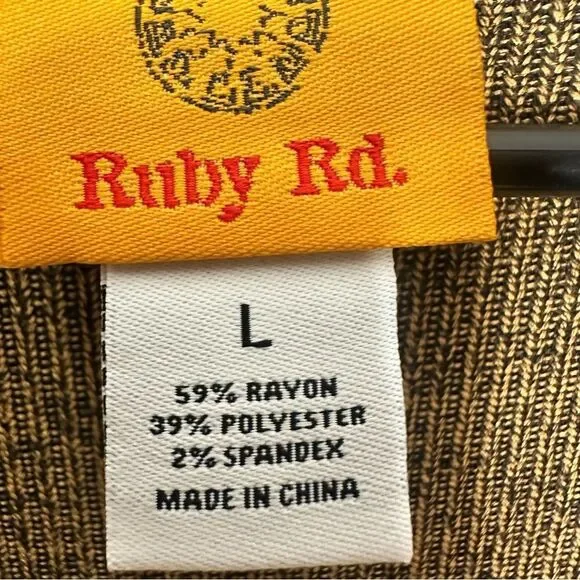 Ruby Rd.
L
59% RAYON
39% POLYESTER
2% SPANDEX
MADE IN CHINA